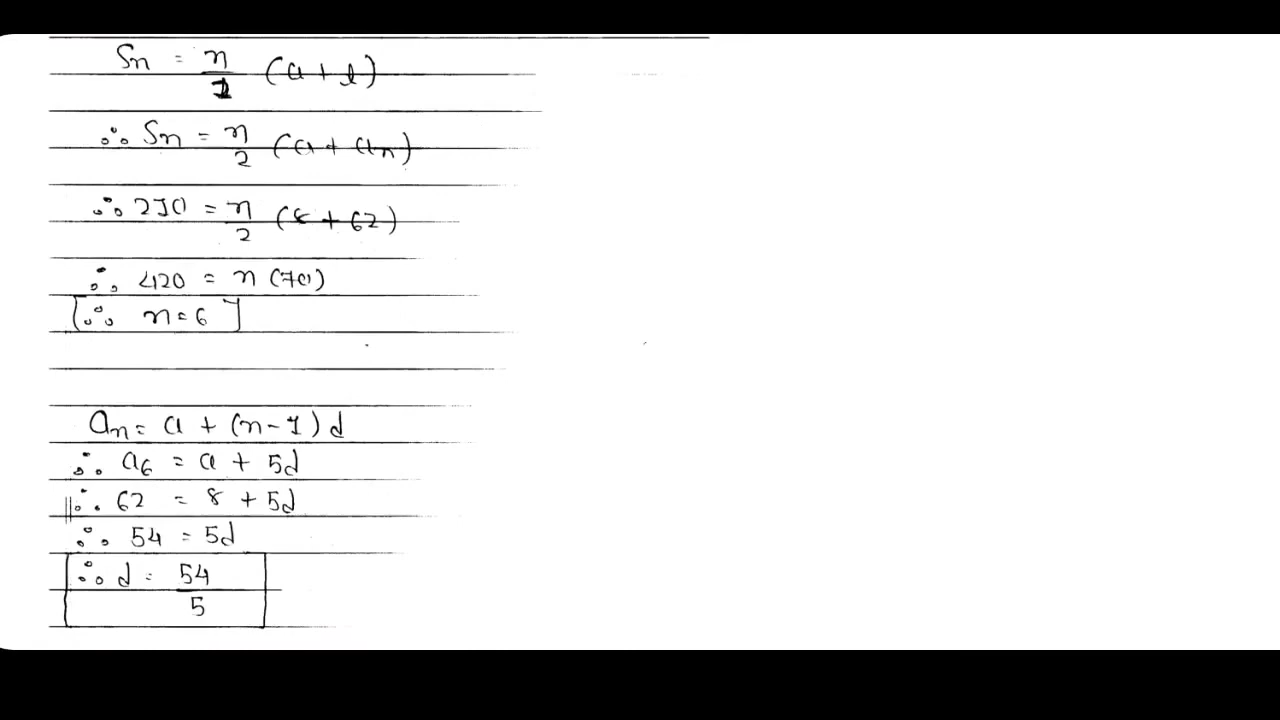 Sn = n/2 (a + l)
∴ Sn = n/2 (a + an)
∴ 210 = n/2 (8 + 62)
∴ 420 = n (70)
∴ n = 6
an = a + (n - 1) d
∴ a6 = a + 5d
∴ 62 = 8 + 5d
∴ 54 = 5d
∴ d = 54/5